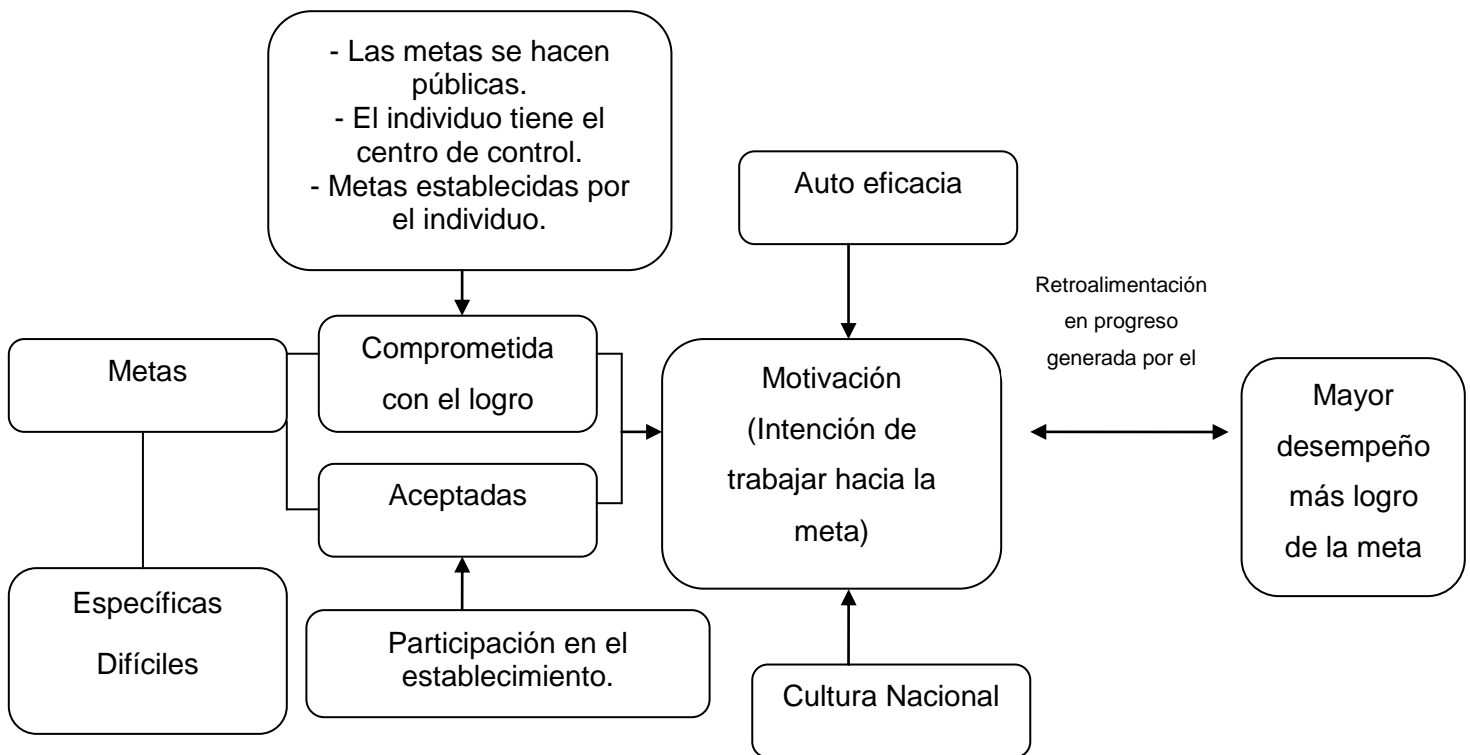 - Las metas se hacen
públicas.
- El individuo tiene el
centro de control.
- Metas establecidas por
el individuo.
Auto eficacia
Retroalimentación
en progreso
generada por el
Metas
Comprometida
con el logro
Motivación
(Intención de
trabajar hacia la
meta)
Mayor
desempeño
más logro
de la meta
Aceptadas
Específicas
Difíciles
Participación en el
establecimiento.
Cultura Nacional